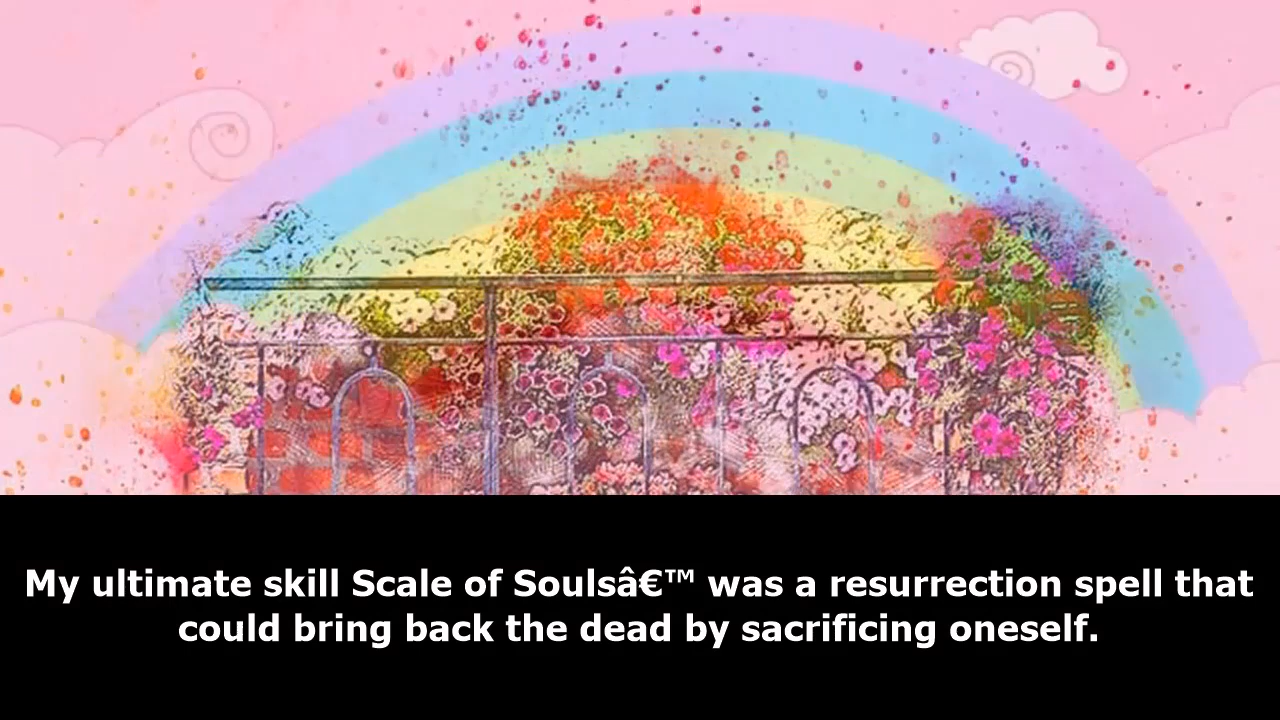 My ultimate skill Scale of Soulsâ€™ was a resurrection spell that
could bring back the dead by sacrificing oneself.